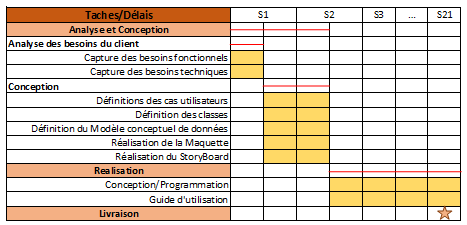 Taches/Délais S1 S2 S3 ... S21
Analyse et Conception
Analyse des besoins du client
Capture des besoins fonctionnels
Capture des besoins techniques
Conception
Définitions des cas utilisateurs
Définition des classes
Définition du Modèle conceptuel de données
Réalisation de la Maquette
Réalisation du StoryBoard
Realisation
Conception/Programmation
Guide d'utilisation
Livraison